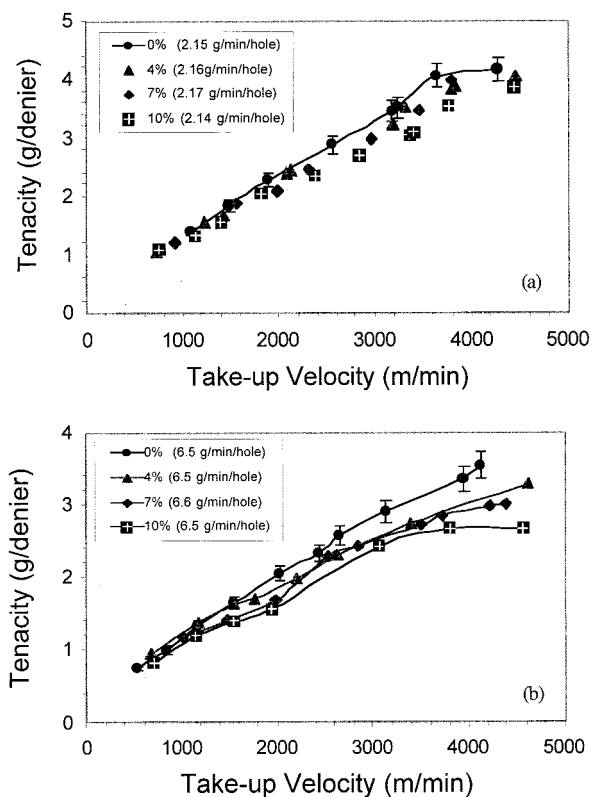 5
4
3
2
1
0
Tenacity (g/denier)
0% (2.15 g/min/hole)
4% (2.16g/min/hole)
7% (2.17 g/min/hole)
10% (2.14 g/min/hole)
(a)
0 1000 2000 3000 4000 5000
Take-up Velocity (m/min)
4
3
2
1
0
Tenacity (g/denier)
0% (6.5 g/min/hole)
4% (6.5 g/min/hole)
7% (6.6 g/min/hole)
10% (6.5 g/min/hole)
(b)
0 1000 2000 3000 4000 5000
Take-up Velocity (m/min)